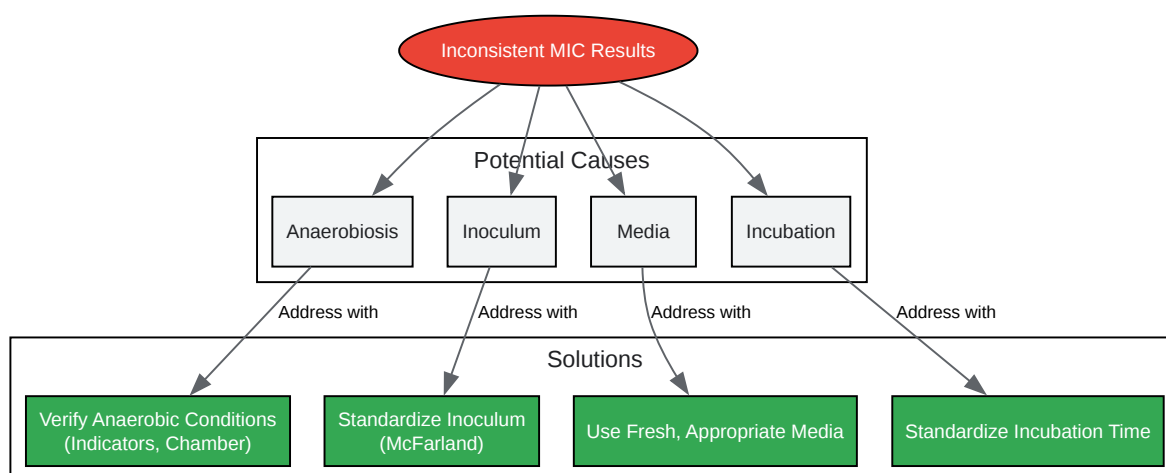 Inconsistent MIC Results
Potential Causes
Anaerobiosis
Inoculum
Media
Incubation
Address with
Address with
Address with
Address with
Solutions
Verify Anaerobic Conditions
(Indicators, Chamber)
Standardize Inoculum
(McFarland)
Use Fresh, Appropriate Media
Standardize Incubation Time